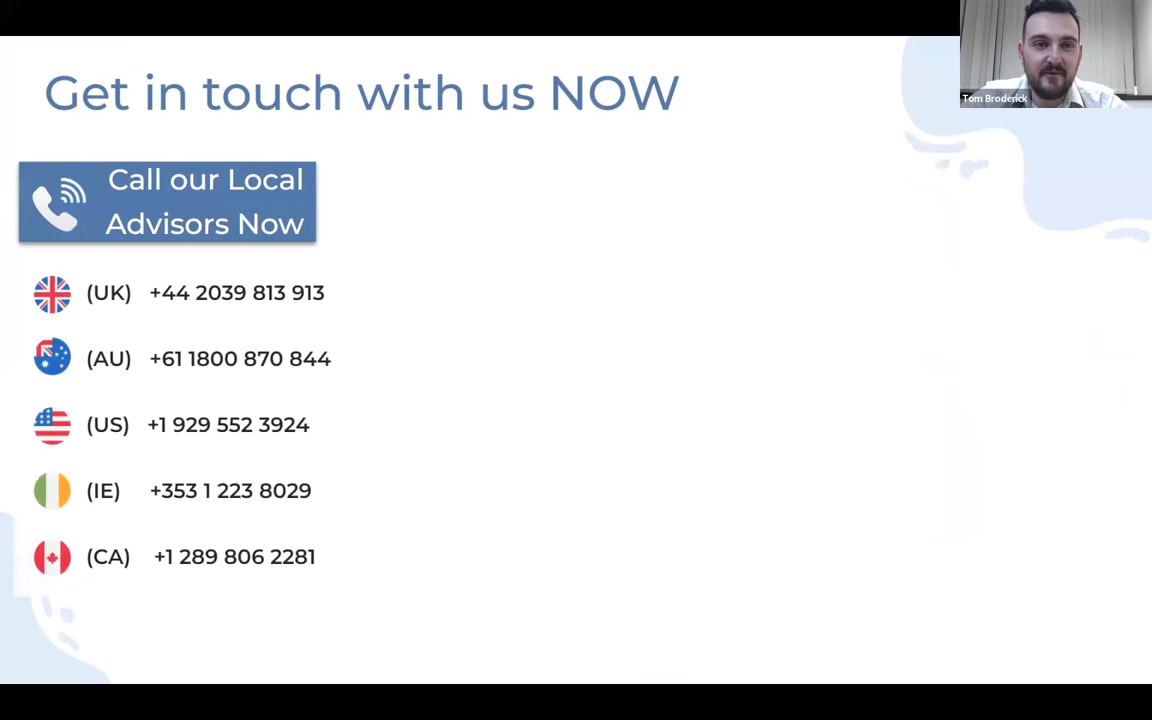 Get in touch with us NOW
Tom Broderick
Call our Local
Advisors Now
(UK) +44 2039 813 913
(AU) +61 1800 870 844
(US) +1 929 552 3924
(IE) +353 1 223 8029
(CA) +1 289 806 2281